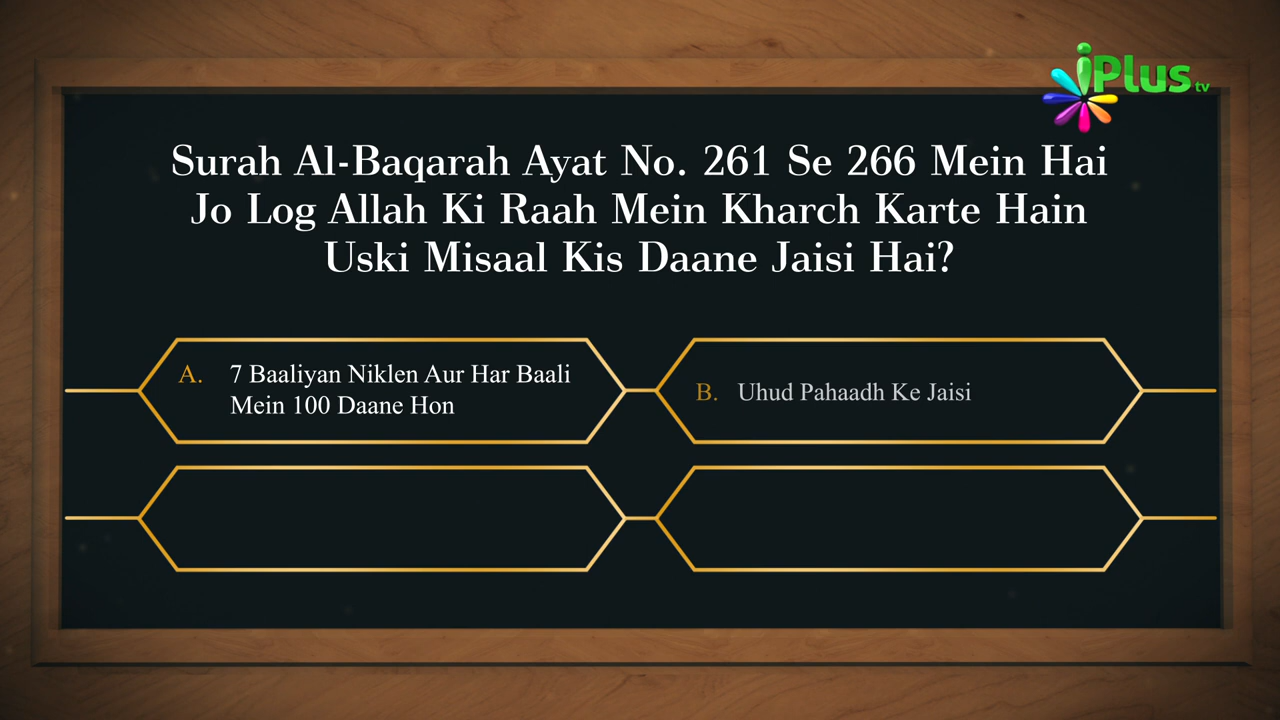 iPlus tv
Surah Al-Baqarah Ayat No. 261 Se 266 Mein Hai
Jo Log Allah Ki Raah Mein Kharch Karte Hain
Uski Misaal Kis Daane Jaisi Hai?
A. 7 Baaliyan Niklen Aur Har Baali
Mein 100 Daane Hon
B. Uhud Pahaadh Ke Jaisi